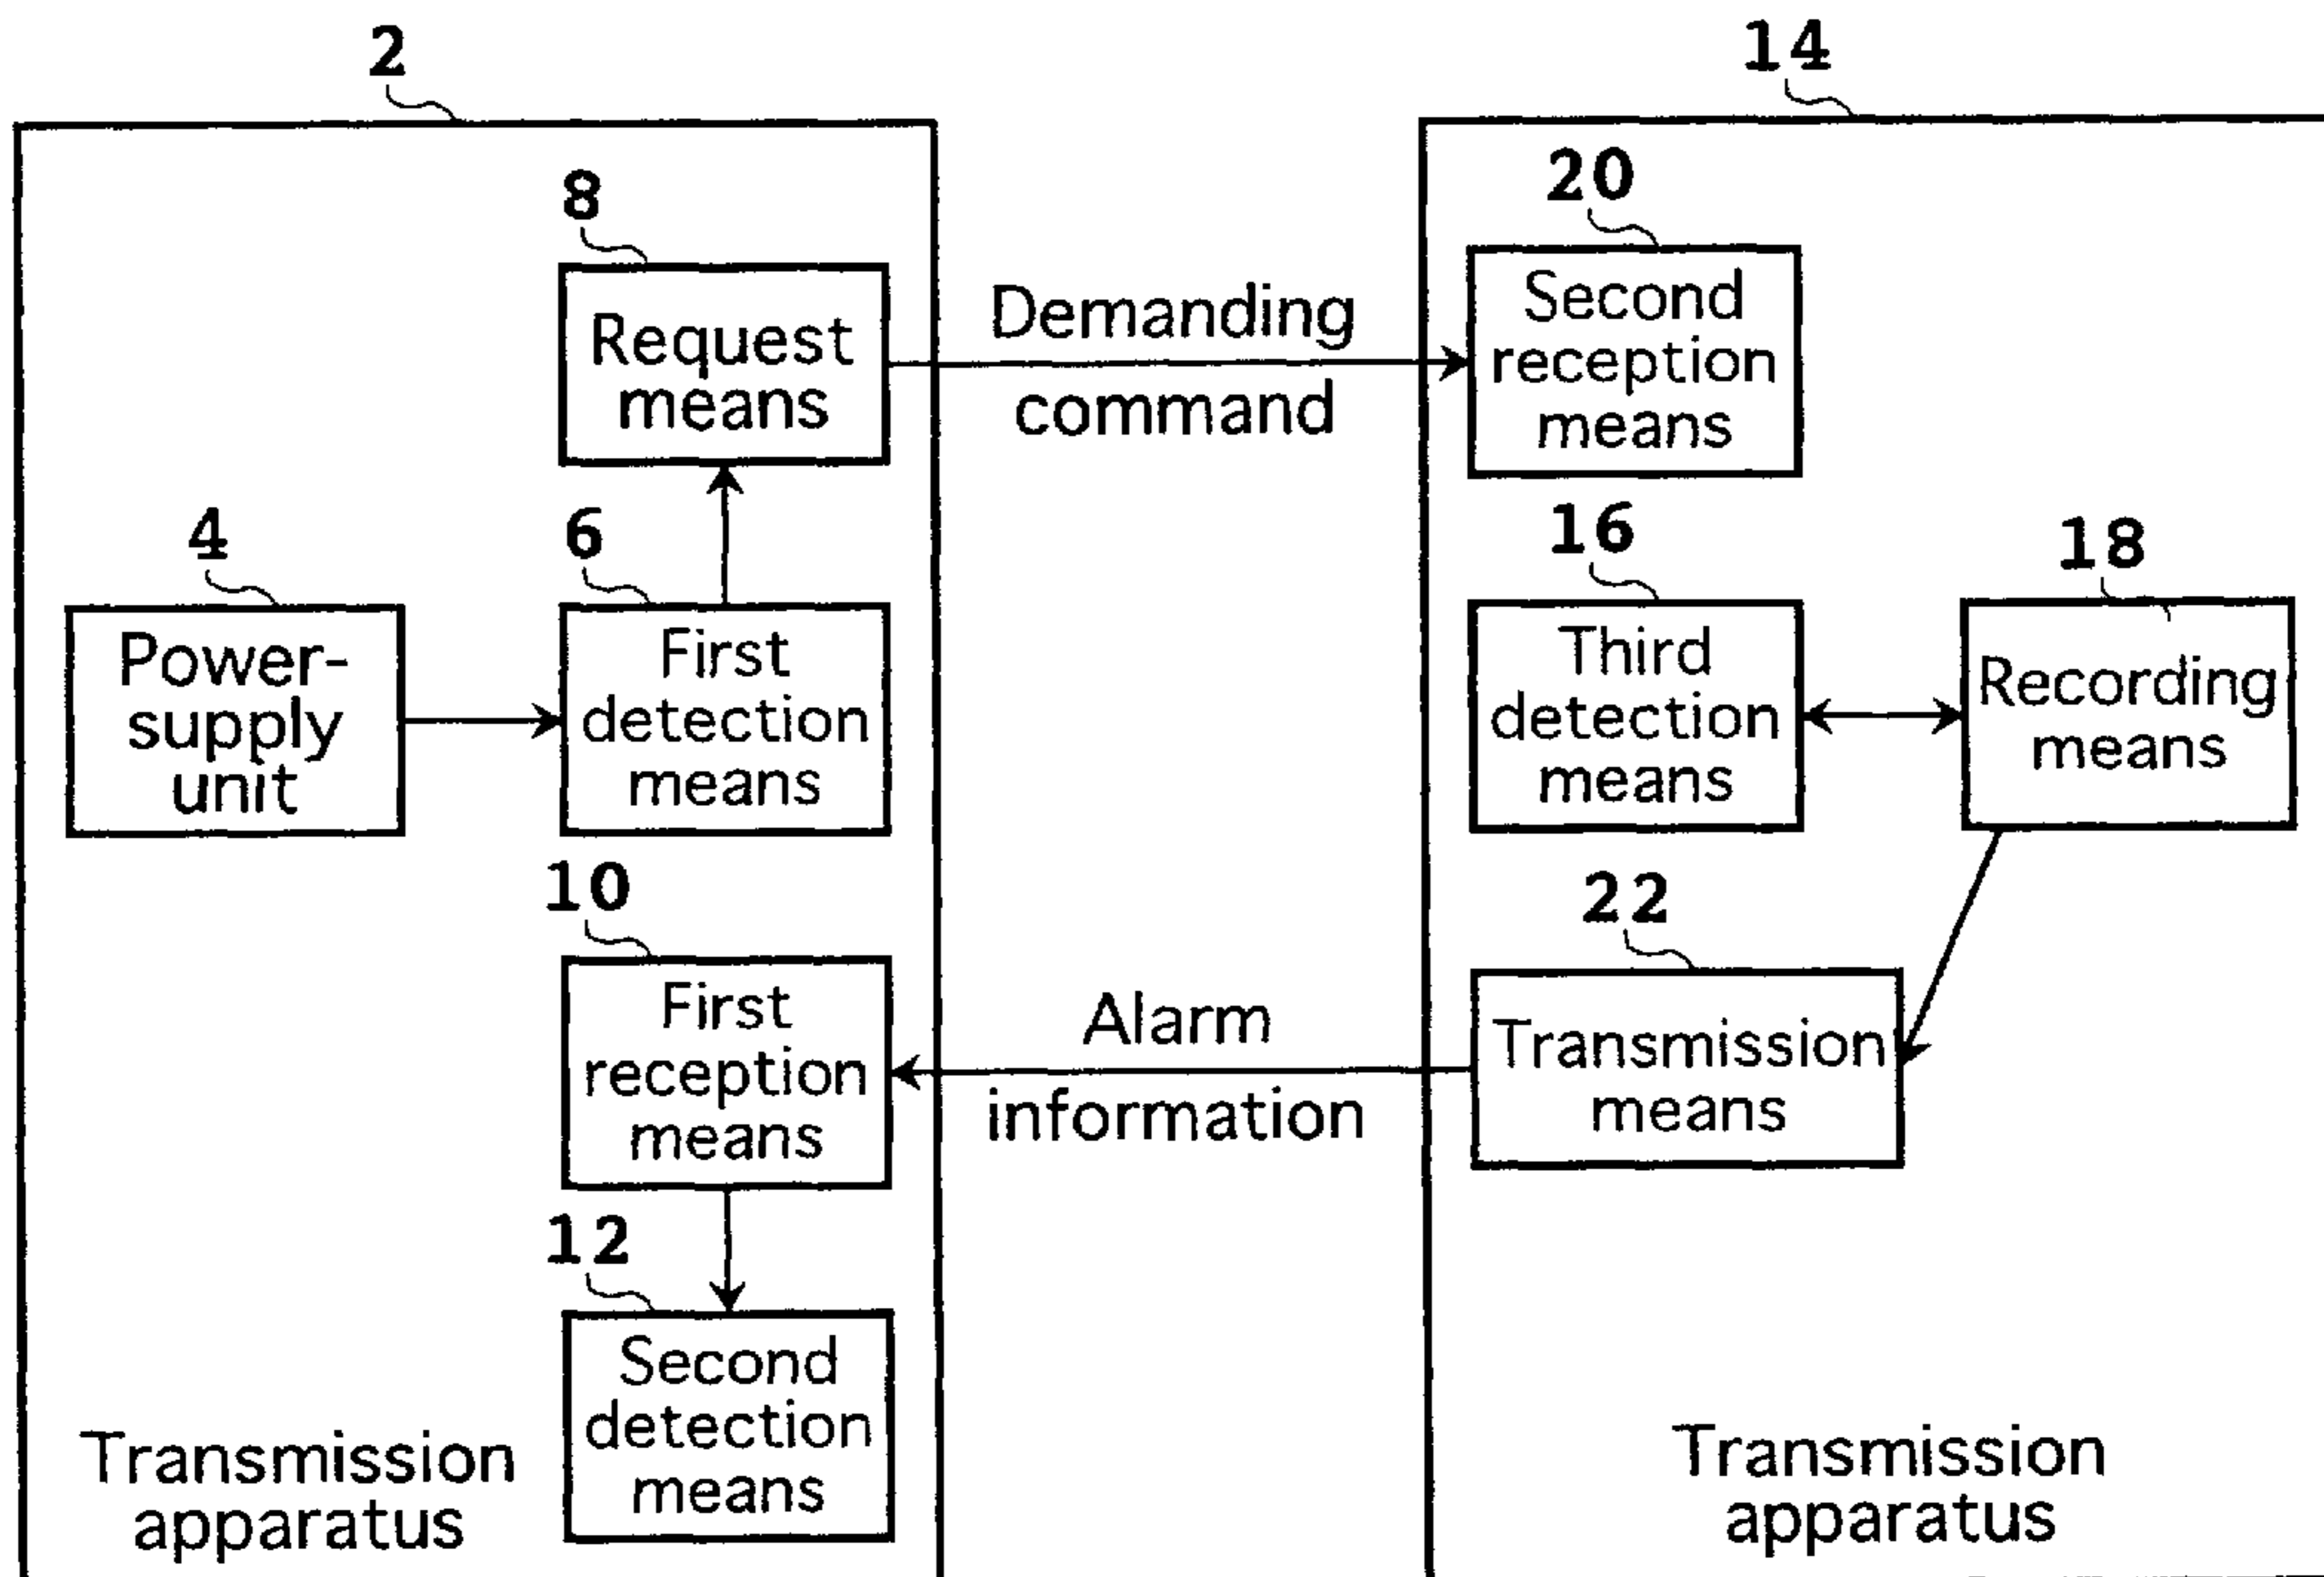 2
14
8
Request
means
Demanding
command
20
Second
reception
means
4
Power-
supply
unit
6
First
detection
means
16
Third
detection
means
18
Recording
means
10
First
reception
means
Alarm
information
22
Transmission
means
12
Second
detection
means
Transmission
apparatus
Transmission
apparatus